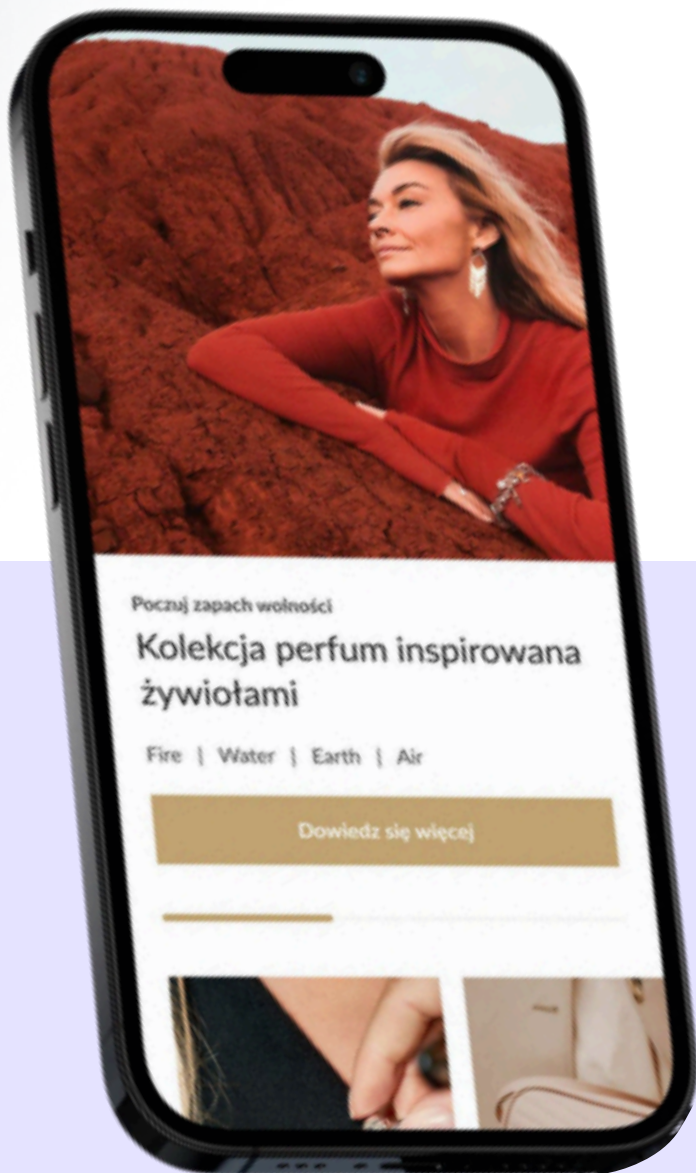 Poczuj zapach wolności
Kolekcja perfum inspirowana
żywiołami
Fire | Water | Earth | Air
Dowiedz się więcej